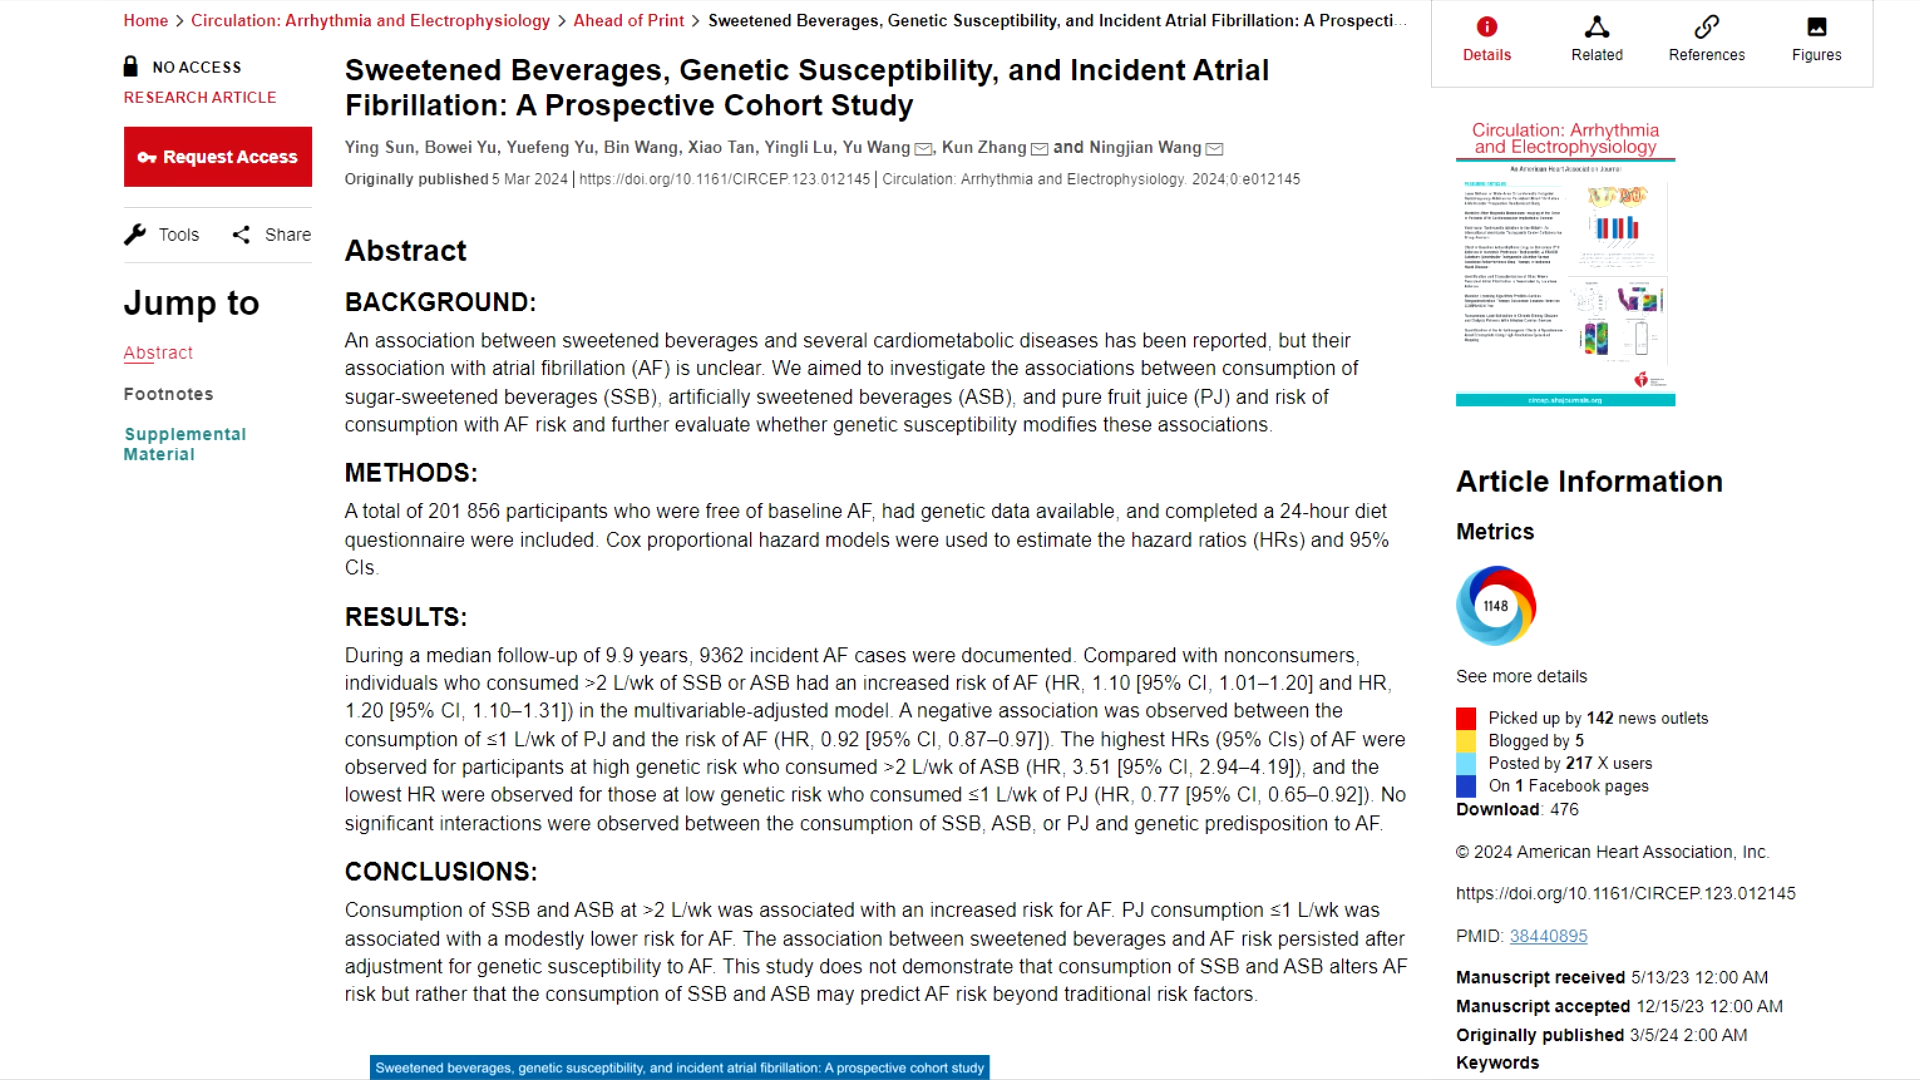 Home > Circulation: Arrhythmia and Electrophysiology > Ahead of Print > Sweetened Beverages, Genetic Susceptibility, and Incident Atrial Fibrillation: A Prospecti...
NO ACCESS
RESEARCH ARTICLE
Request Access
Tools Share
Jump to
Abstract
Footnotes
Supplemental
Material
Sweetened Beverages, Genetic Susceptibility, and Incident Atrial
Fibrillation: A Prospective Cohort Study
Ying Sun, Bowei Yu, Yuefeng Yu, Bin Wang, Xiao Tan, Yingli Lu, Yu Wang, Kun Zhang and Ningjian Wang
Originally published 5 Mar 2024 | https://doi.org/10.1161/CIRCEP.123.012145 | Circulation: Arrhythmia and Electrophysiology. 2024;0:e012145
Abstract
BACKGROUND:
An association between sweetened beverages and several cardiometabolic diseases has been reported, but their
association with atrial fibrillation (AF) is unclear. We aimed to investigate the associations between consumption of
sugar-sweetened beverages (SSB), artificially sweetened beverages (ASB), and pure fruit juice (PJ) and risk of
consumption with AF risk and further evaluate whether genetic susceptibility modifies these associations.
METHODS:
A total of 201 856 participants who were free of baseline AF, had genetic data available, and completed a 24-hour diet
questionnaire were included. Cox proportional hazard models were used to estimate the hazard ratios (HRs) and 95%
CIs.
RESULTS:
During a median follow-up of 9.9 years, 9362 incident AF cases were documented. Compared with nonconsumers,
individuals who consumed >2 L/wk of SSB or ASB had an increased risk of AF (HR, 1.10 [95% CI, 1.01–1.20] and HR,
1.20 [95% CI, 1.10–1.31]) in the multivariable-adjusted model. A negative association was observed between the
consumption of ≤1 L/wk of PJ and the risk of AF (HR, 0.92 [95% CI, 0.87–0.97]). The highest HRs (95% CIs) of AF were
observed for participants at high genetic risk who consumed >2 L/wk of ASB (HR, 3.51 [95% CI, 2.94–4.19]), and the
lowest HR were observed for those at low genetic risk who consumed ≤1 L/wk of PJ (HR, 0.77 [95% CI, 0.65–0.92]). No
significant interactions were observed between the consumption of SSB, ASB, or PJ and genetic predisposition to AF.
CONCLUSIONS:
Consumption of SSB and ASB at >2 L/wk was associated with an increased risk for AF. PJ consumption ≤1 L/wk was
associated with a modestly lower risk for AF. The association between sweetened beverages and AF risk persisted after
adjustment for genetic susceptibility to AF. This study does not demonstrate that consumption of SSB and ASB alters AF
risk but rather that the consumption of SSB and ASB may predict AF risk beyond traditional risk factors.
Sweetened beverages, genetic susceptibility, and incident atrial fibrillation: A prospective cohort study
Details Related References Figures
Circulation: Arrhythmia
and Electrophysiology
An American Heart Association Journal
circep.ahajournals.org
Article Information
Metrics
1148
See more details
Picked up by 142 news outlets
Blogged by 5
Posted by 217 X users
On 1 Facebook pages
Download: 476
© 2024 American Heart Association, Inc.
https://doi.org/10.1161/CIRCEP.123.012145
PMID: 38440895
Manuscript received 5/13/23 12:00 AM
Manuscript accepted 12/15/23 12:00 AM
Originally published 3/5/24 2:00 AM
Keywords